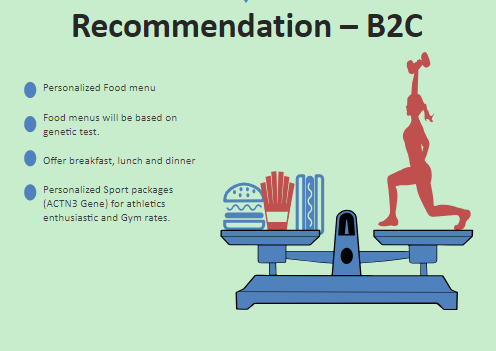 Recommendation – B2C
Personalized Food menu
Food menus will be based on
genetic test.
Offer breakfast, lunch and dinner
Personalized Sport packages
(ACTN3 Gene) for athletics
enthusiastic and Gym rates.